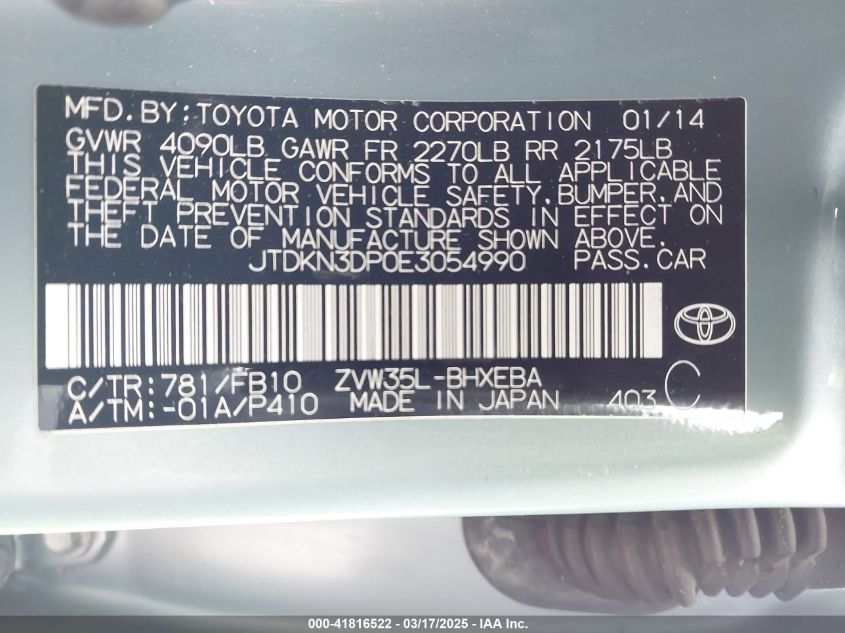 MFD.BY:TOYOTA MOTOR CORPORATION 01/14
GVWR 4090LB GAWR FR 2270LB RR 2175LB
THIS VEHICLE CONFORMS TO ALL APPLICABLE
FEDERAL MOTOR VEHICLE SAFETY,BUMPER,AND
THEFT PREVENTION STANDARDS IN EFFECT ON
THE DATE OF MANUFACTURE SHOWN ABOVE.
JTDKN3DP0E3054990 PASS.CAR
C/TR:781/FB10 ZVW35L-BHXEBA
A/TM:-01A/P410 MADE IN JAPAN 403 C
000-41816522 - 03/17/2025 - IAA Inc.